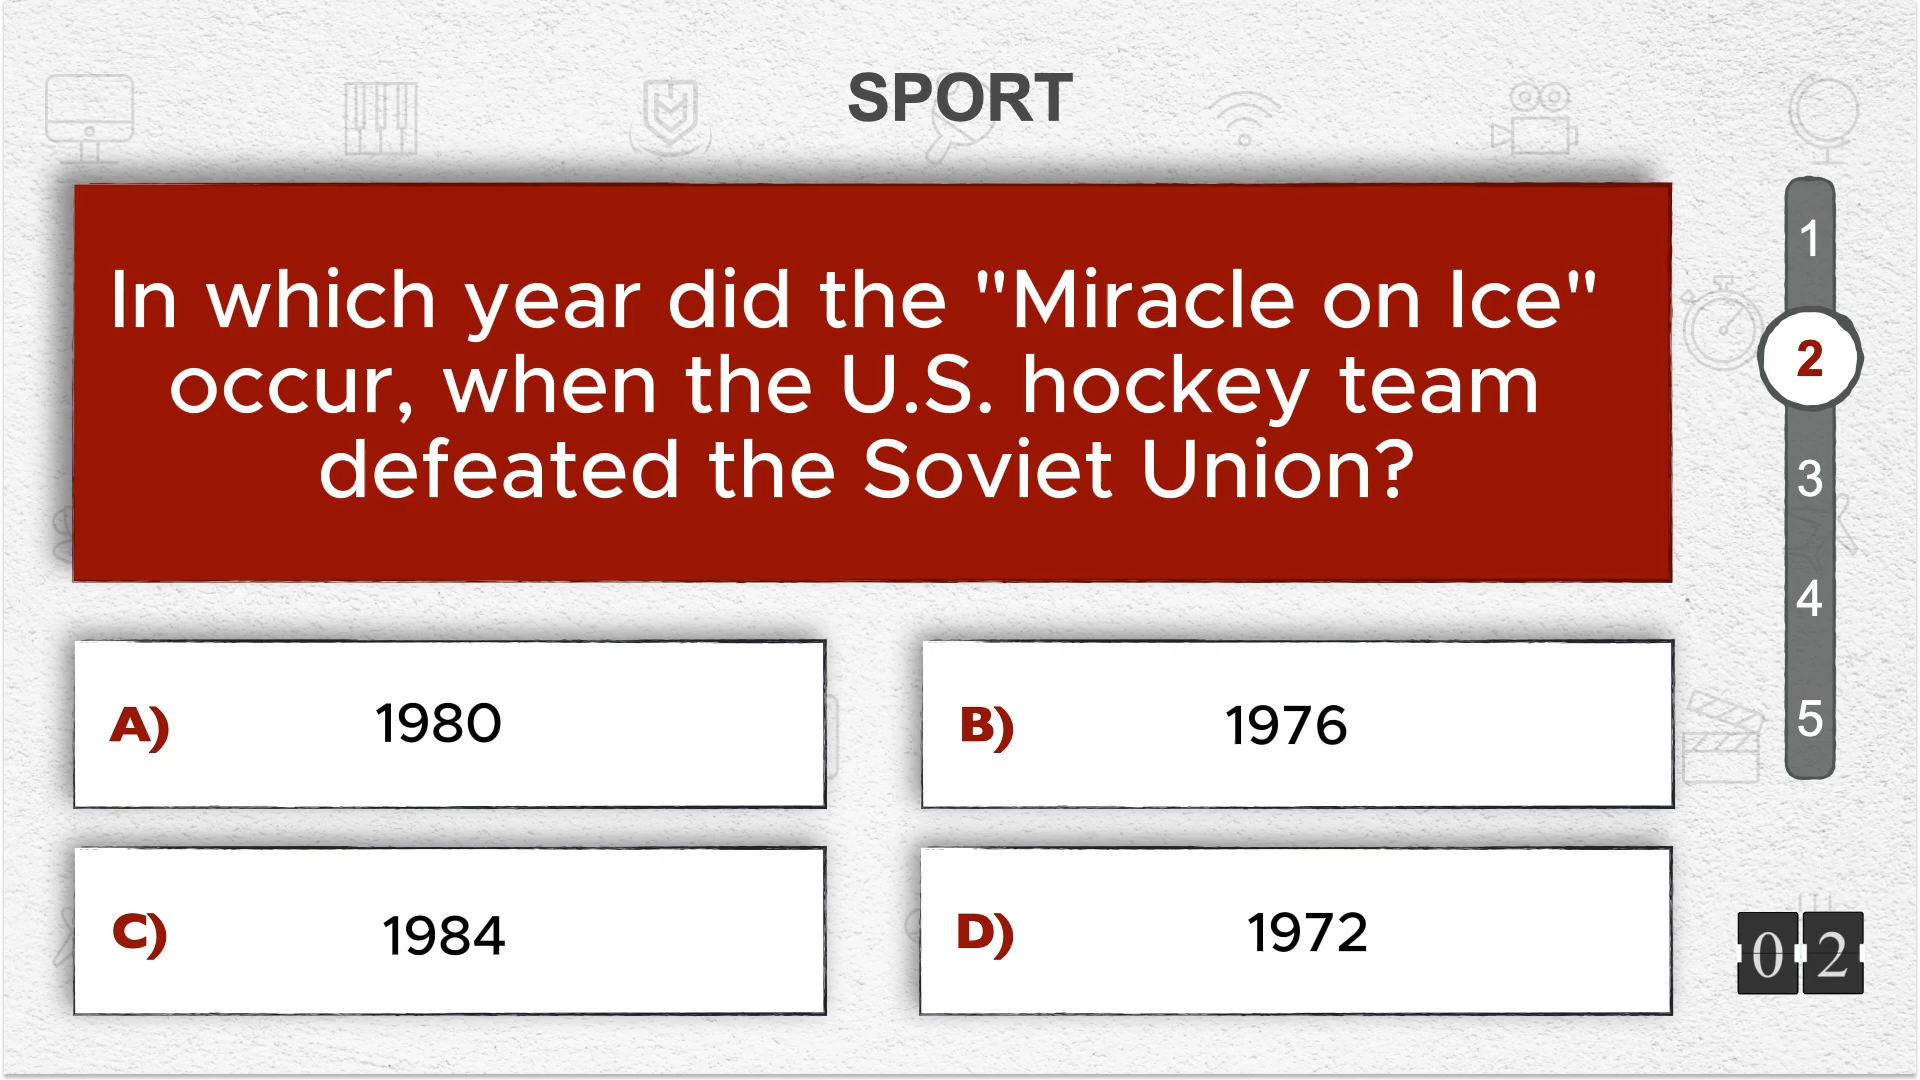 SPORT
In which year did the "Miracle on Ice"
occur, when the U.S. hockey team
defeated the Soviet Union?
A) 1980
B) 1976
C) 1984
D) 1972
1
2
3
4
5
02